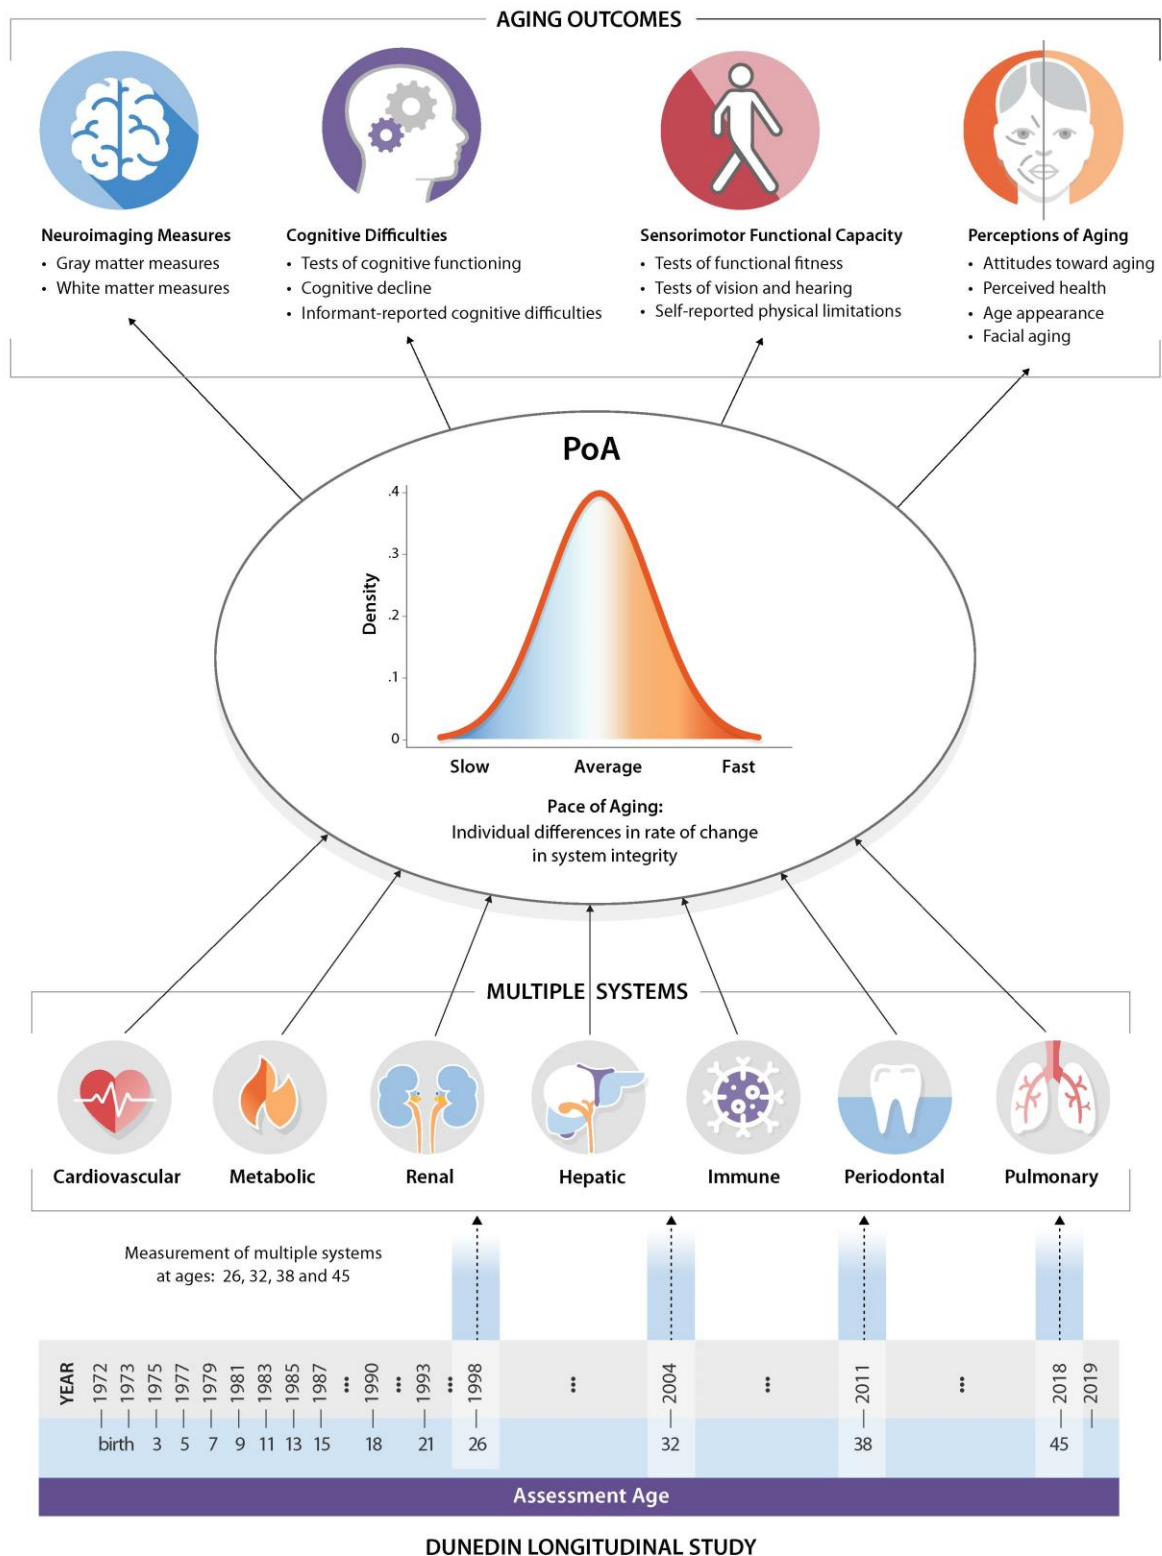 AGING OUTCOMES
Neuroimaging Measures
• Gray matter measures
• White matter measures
Cognitive Difficulties
• Tests of cognitive functioning
• Cognitive decline
• Informant-reported cognitive difficulties
Sensorimotor Functional Capacity
• Tests of functional fitness
• Tests of vision and hearing
• Self-reported physical limitations
Perceptions of Aging
• Attitudes toward aging
• Perceived health
• Age appearance
• Facial aging
PoA
Density
.4
.3
.2
.1
0
Slow Average Fast
Pace of Aging:
Individual differences in rate of change
in system integrity
MULTIPLE SYSTEMS
Cardiovascular Metabolic Renal Hepatic Immune Periodontal Pulmonary
Measurement of multiple systems
at ages: 26, 32, 38 and 45
YEAR 1972 1973 1975 1977 1979 1981 1983 1985 1987 ••• 1990 ••• 1993 ••• 1998 ••• 2004 ••• 2011 ••• 2018 2019
birth 3 5 7 9 11 13 15 18 21 26 32 38 45
Assessment Age
DUNEDIN LONGITUDINAL STUDY